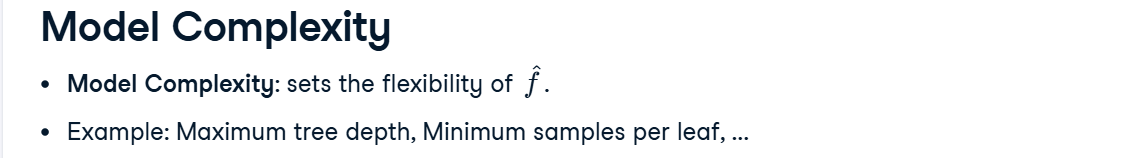 Model Complexity
• Model Complexity: sets the flexibility of f̂.
• Example: Maximum tree depth, Minimum samples per leaf, ...